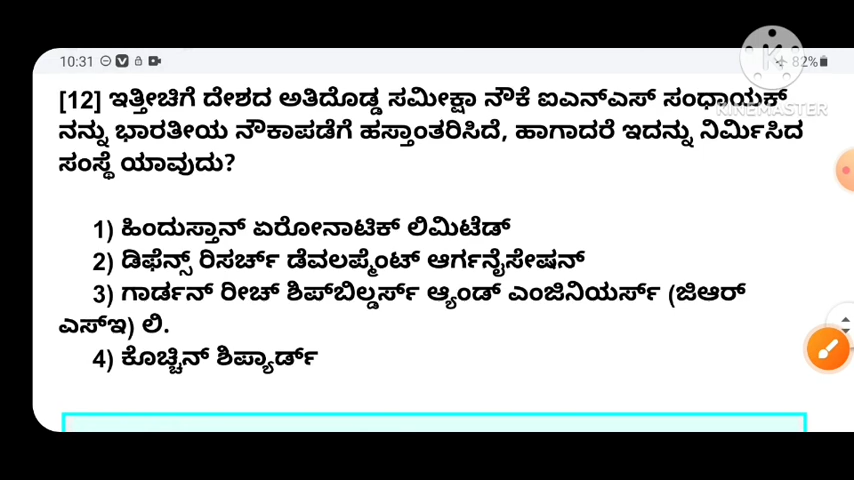 10:31
82%
KINEMASTER
[12] ಇತ್ತೀಚಿಗೆ ದೇಶದ ಅತಿದೊಡ್ಡ ಸಮೀಕ್ಷಾ ನೌಕೆ ಐಎನ್ಎಸ್ ಸಂಧಾಯಕ್
ನನ್ನು ಭಾರತೀಯ ನೌಕಾಪಡೆಗೆ ಹಸ್ತಾಂತರಿಸಿದೆ, ಹಾಗಾದರೆ ಇದನ್ನು ನಿರ್ಮಿಸಿದ
ಸಂಸ್ಥೆ ಯಾವುದು?
1) ಹಿಂದುಸ್ತಾನ್ ಏರೋನಾಟಿಕ್ ಲಿಮಿಟೆಡ್
2) ಡಿಫೆನ್ಸ್ ರಿಸರ್ಚ್ ಡೆವಲಪ್ಮೆಂಟ್ ಆರ್ಗನೈಸೇಷನ್
3) ಗಾರ್ಡನ್ ರೀಚ್ ಶಿಪ್‌ಬಿಲ್ಡರ್ಸ್ ಆ್ಯಂಡ್ ಎಂಜಿನಿಯರ್ಸ್ (ಜಿಆರ್
ಎಸ್ಇ) ಲಿ.
4) ಕೊಚ್ಚಿನ್ ಶಿಪ್ಯಾರ್ಡ್